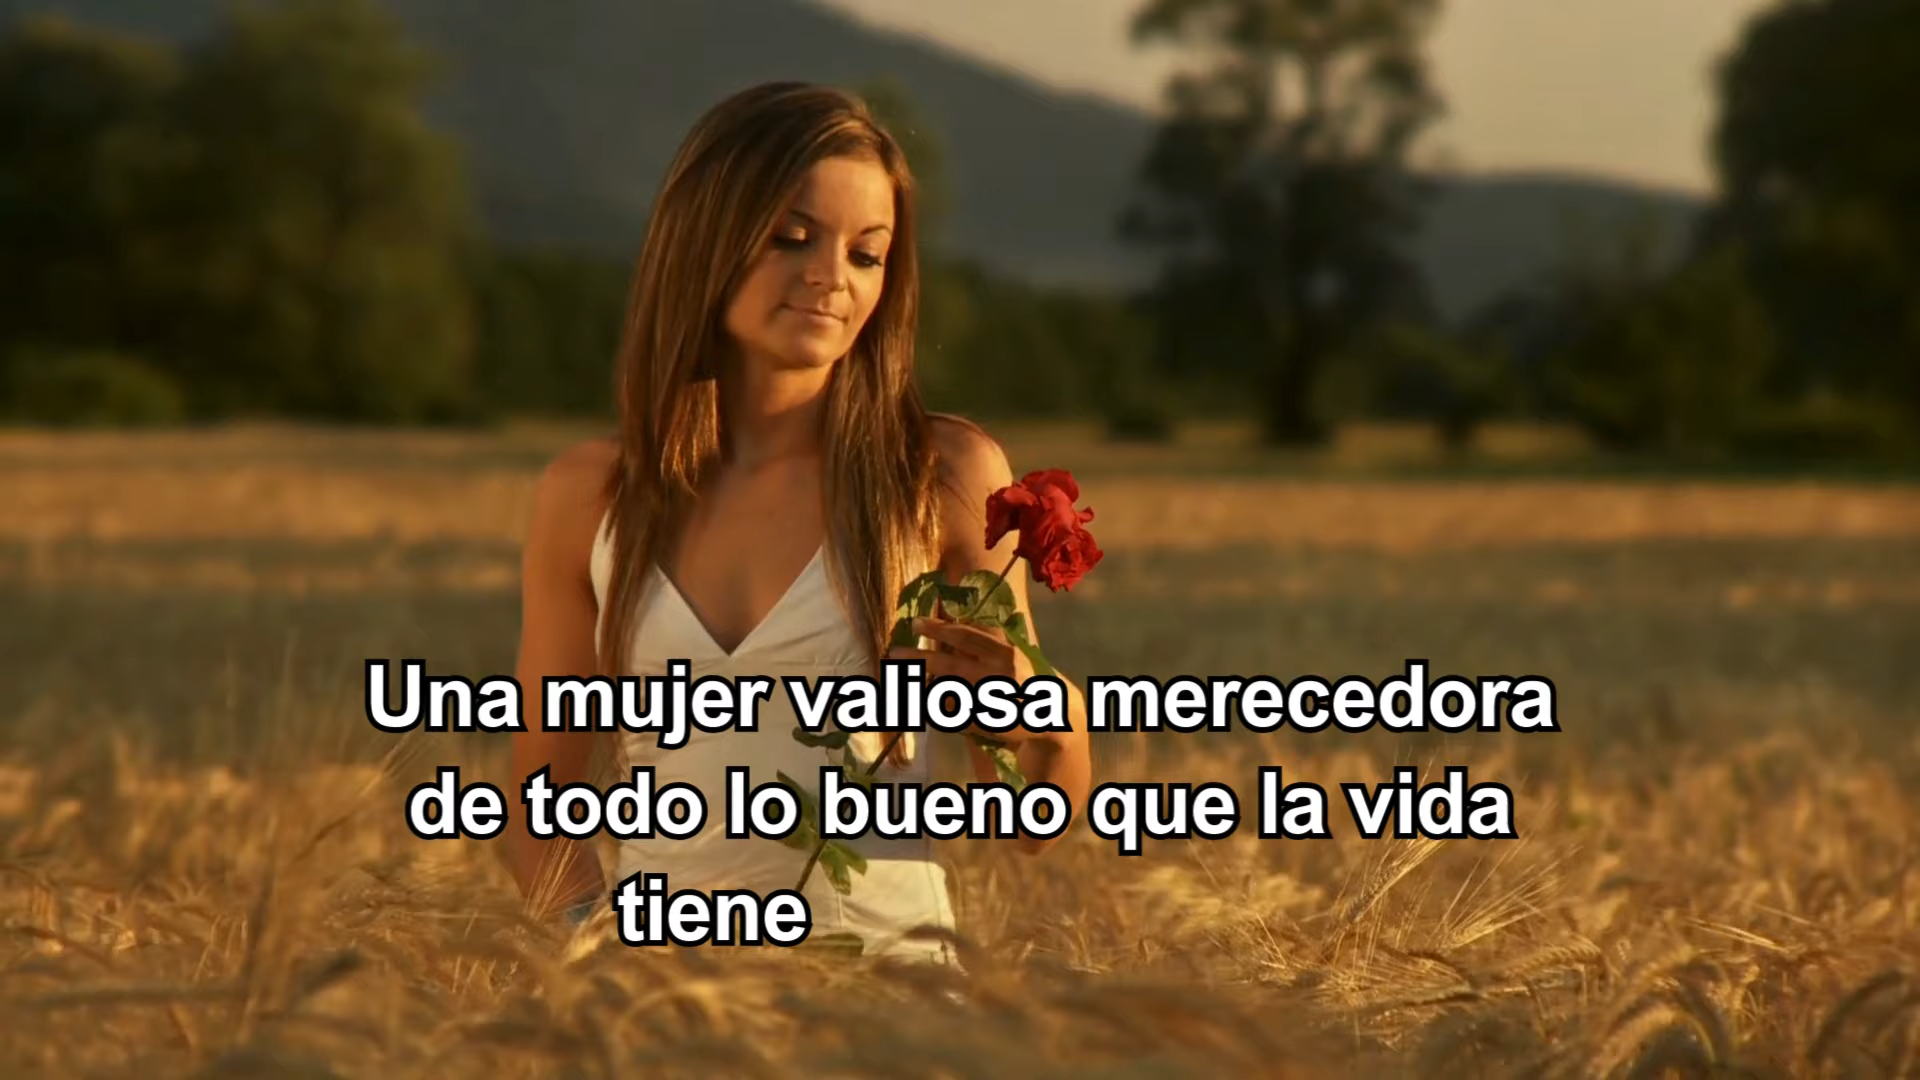 Una mujer valiosa merecedora
de todo lo bueno que la vida
tiene